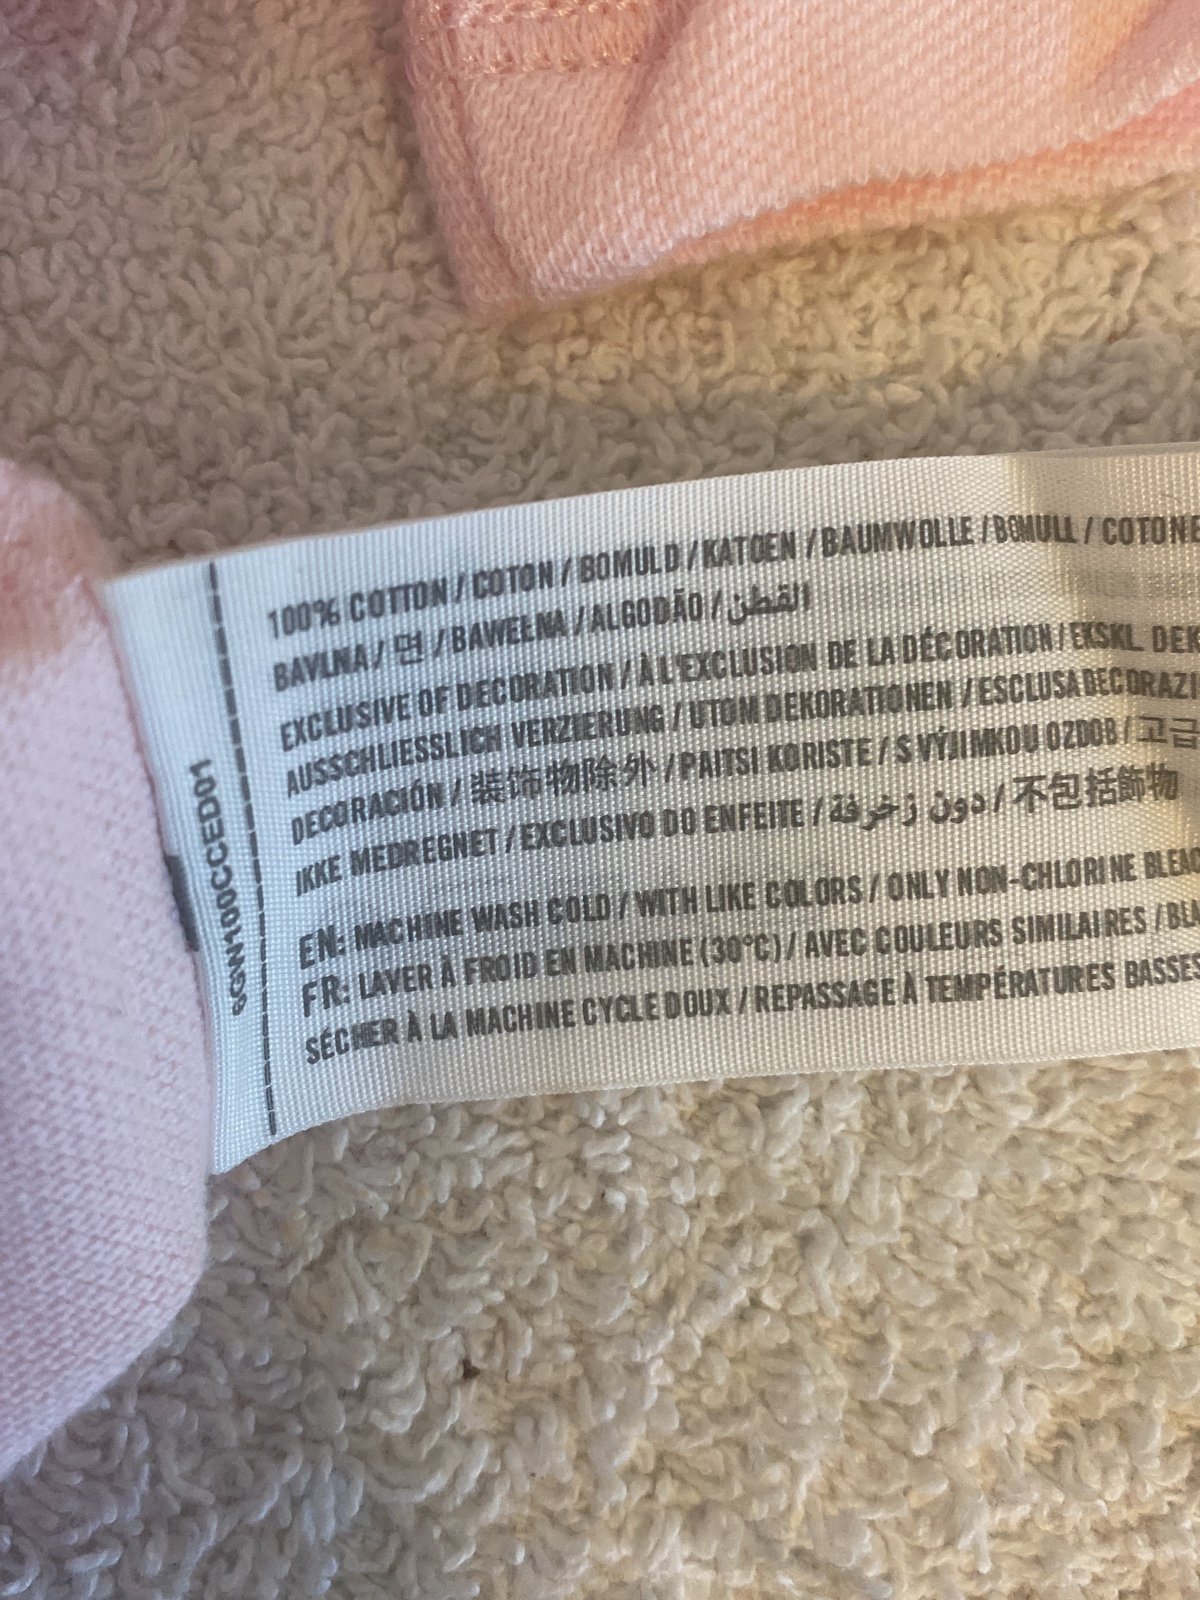 100% COTTON / COTON / BOMULD / KATOEN / BAUMWOLLE / BOMULL / COTONE
BAVLNA / 면 / BAWEŁNA / ALGODÃO / القطن
EXCLUSIVE OF DECORATION / À L'EXCLUSION DE LA DÉCORATION / EKSKL. DEK
AUSSCHLIESSLICH VERZIERUNG / UTOM DEKORATIONEN / ESCLUSA DECORAZI
DECORACIÓN / 装饰物除外 / PAITSI KORISTE / S VÝJIMKOU OZDOB / 고급
IKKE MEDREGNET / EXCLUSIVO DO ENFEITE / دون زخرفة / 不包括飾物
EN: MACHINE WASH COLD / WITH LIKE COLORS / ONLY NON-CHLORINE BLEAC
FR: LAVER À FROID EN MACHINE (30°C) / AVEC COULEURS SIMILAIRES / BLA
SÉCHER À LA MACHINE CYCLE DOUX / REPASSAGE À TEMPÉRATURES BASSES
6GW100CCED01